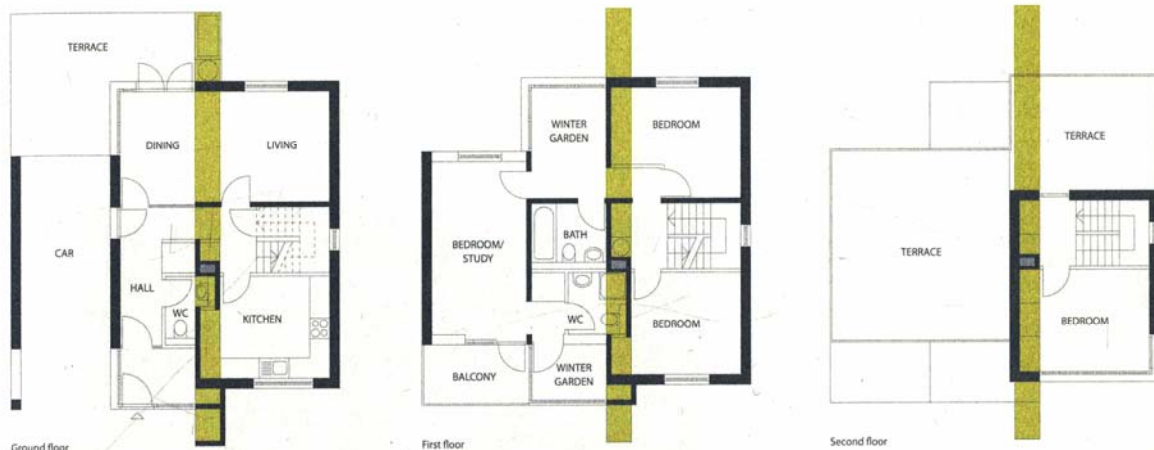 TERRACE
DINING
LIVING
CAR
HALL
WC
KITCHEN
Ground floor
WINTER
GARDEN
BEDROOM
BEDROOM/
STUDY
BATH
WC
BEDROOM
BALCONY
WINTER
GARDEN
First floor
TERRACE
TERRACE
BEDROOM
Second floor